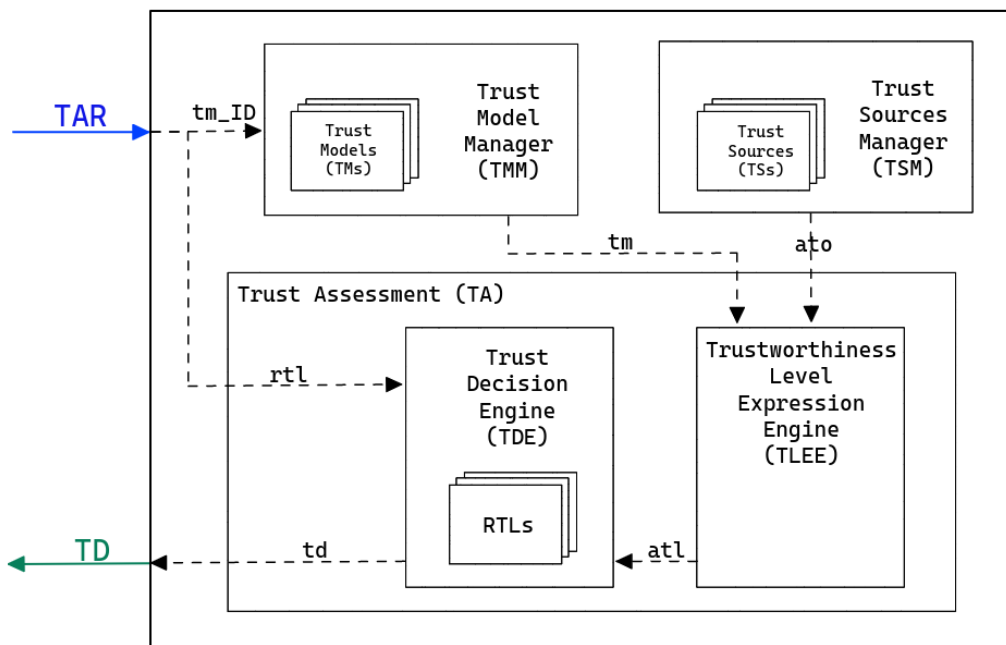 TAR
tm_ID
Trust
Models
(TMs)
Trust
Model
Manager
(TMM)
Trust
Sources
(TSs)
Trust
Sources
Manager
(TSM)
tm
ato
Trust Assessment (TA)
rtl
Trust
Decision
Engine
(TDE)
RTLs
Trustworthiness
Level
Expression
Engine
(TLEE)
TD
td
atl